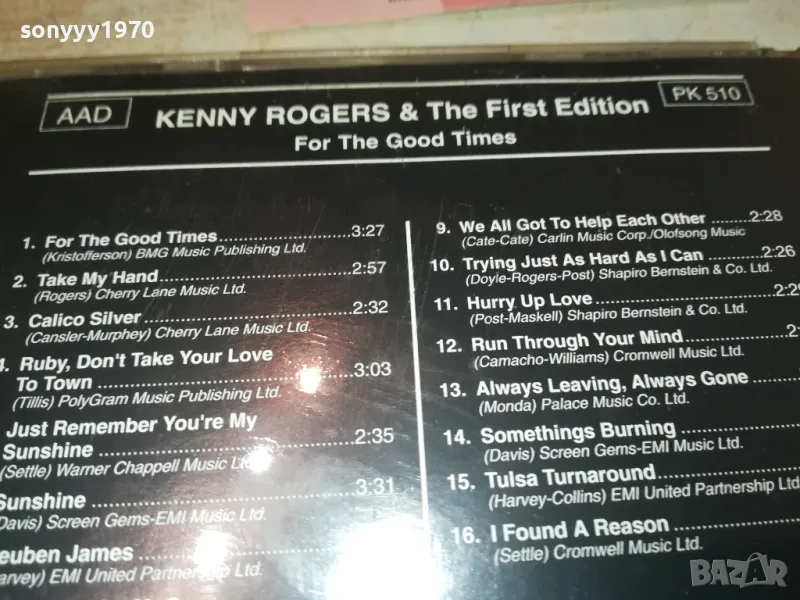 sonyyy1970
AAD
KENNY ROGERS & The First Edition
PK 510
For The Good Times
1. For The Good Times..........3:27
(Kristofferson) BMG Music Publishing Ltd.
2. Take My Hand..........2:57
(Rogers) Cherry Lane Music Ltd.
3. Calico Silver..........2:32
(Cansler-Murphey) Cherry Lane Music Ltd.
4. Ruby, Don't Take Your Love
To Town..........3:03
(Tillis) PolyGram Music Publishing Ltd.
Just Remember You're My
Sunshine..........2:35
(Settle) Warner Chappell Music Ltd.
Sunshine..........3:31
Davis) Screen Gems-EMI Music Ltd.
euben James..........
arvey) EMI United Partnership Ltd.
9. We All Got To Help Each Other..........2:28
(Cate-Cate) Carlin Music Corp./Olofsong Music
10. Trying Just As Hard As I Can..........2:26
(Doyle-Rogers-Post) Shapiro Bernstein & Co. Ltd.
11. Hurry Up Love..........
(Post-Maskell) Shapiro Bernstein & Co. Ltd.
12. Run Through Your Mind..........
(Camacho-Williams) Cromwell Music Ltd.
13. Always Leaving, Always Gone..........
(Monda) Palace Music Co. Ltd.
14. Somethings Burning..........
(Davis) Screen Gems-EMI Music Ltd.
15. Tulsa Turnaround..........
(Harvey-Collins) EMI United Partnership Ltd
16. I Found A Reason..........
(Settle) Cromwell Music Ltd.
BAZAR